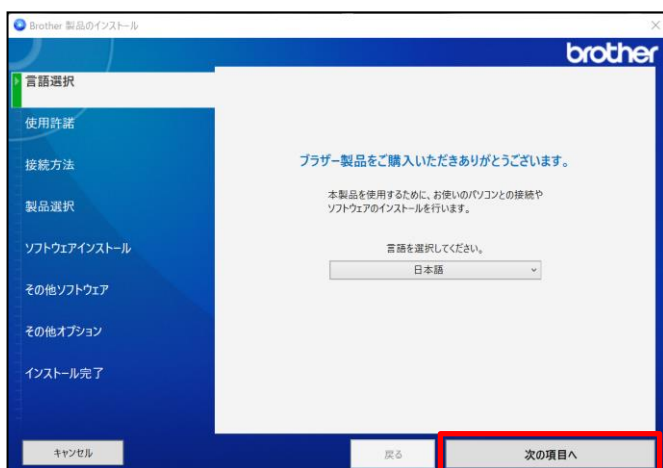 Brother 製品のインストール
brother
言語選択
使用許諾
接続方法
製品選択
ソフトウェアインストール
その他ソフトウェア
その他オプション
インストール完了
ブラザー製品をご購入いただきありがとうございます。
本製品を使用するために、お使いのパソコンとの接続や
ソフトウェアのインストールを行います。
言語を選択してください。
日本語
キャンセル
戻る
次の項目へ